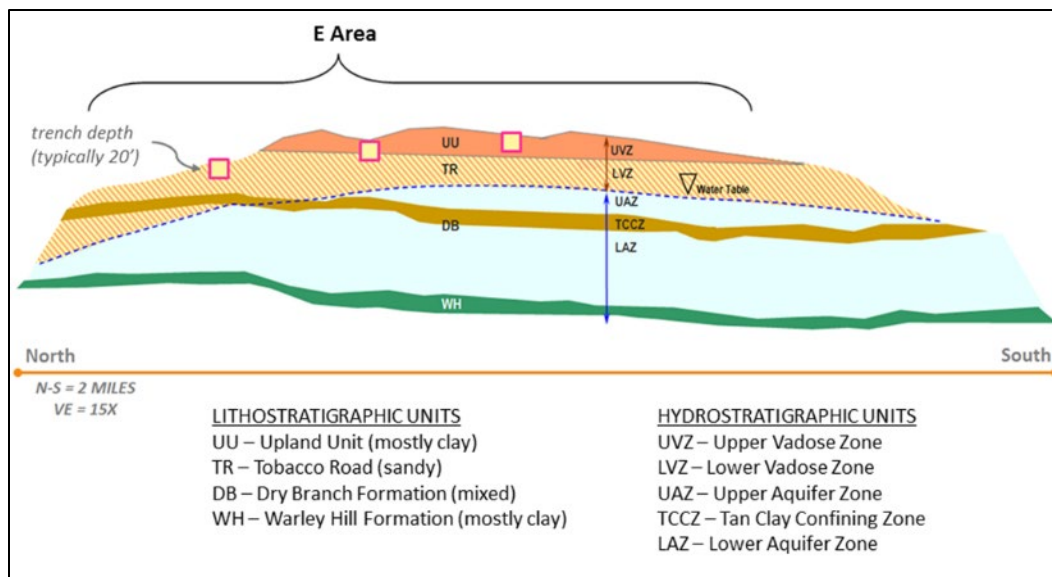 E Area
trench depth
(typically 20’)
UU
UVZ
TR
LVZ
Water Table
UAZ
TCCZ
DB
LAZ
WH
North
South
N-S = 2 MILES
VE = 15X
LITHOSTRATIGRAPHIC UNITS
UU – Upland Unit (mostly clay)
TR – Tobacco Road (sandy)
DB – Dry Branch Formation (mixed)
WH – Warley Hill Formation (mostly clay)
HYDROSTRATIGRAPHIC UNITS
UVZ – Upper Vadose Zone
LVZ – Lower Vadose Zone
UAZ – Upper Aquifer Zone
TCCZ – Tan Clay Confining Zone
LAZ – Lower Aquifer Zone